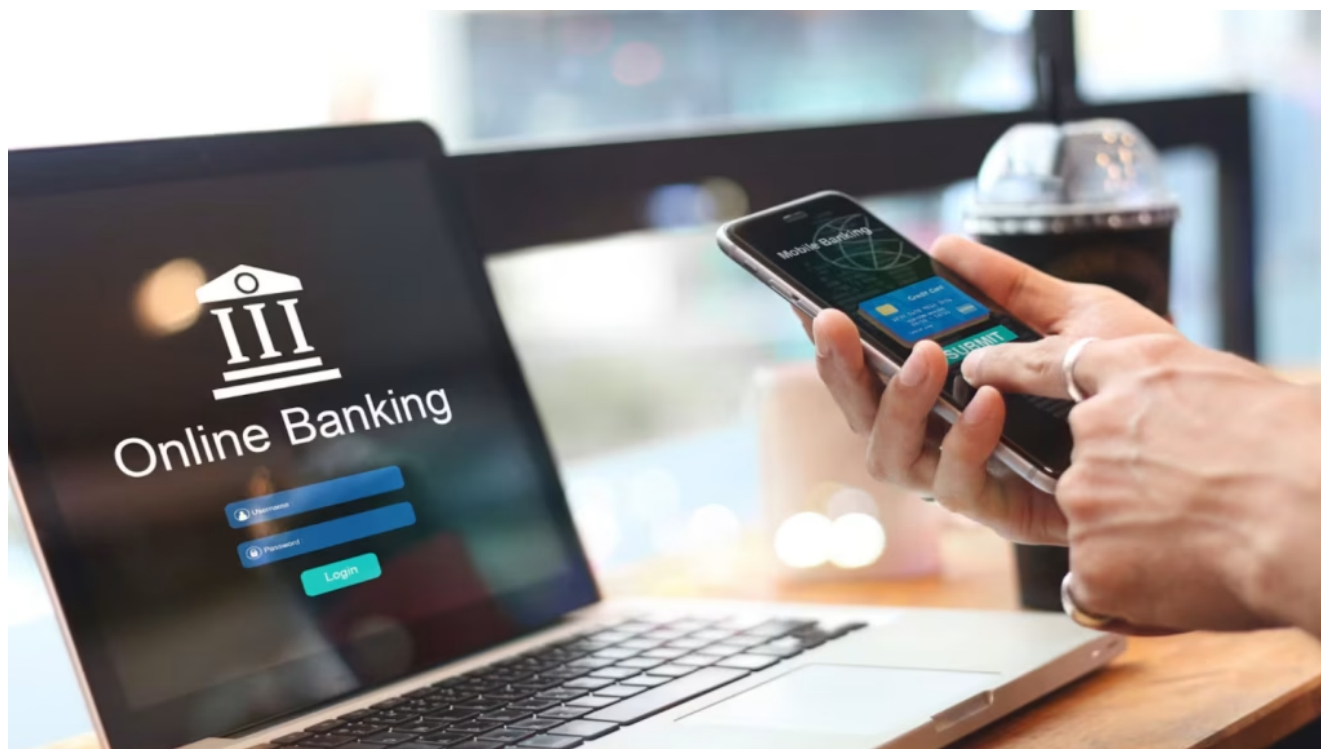 Online Banking
Username
Password
Login
Mobile Banking
Credit Card
SUBMIT